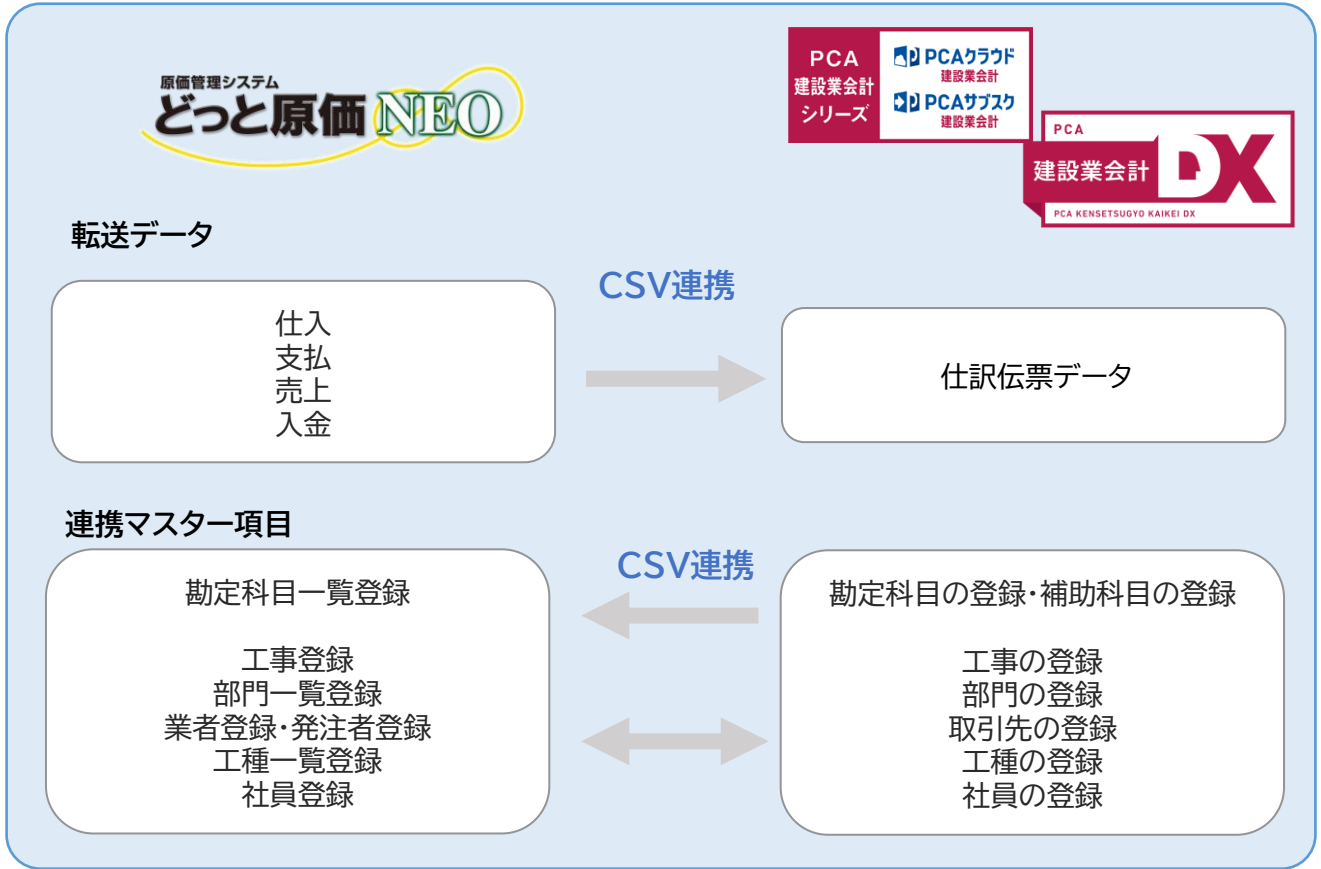 原価管理システム
どっと原価NEO
PCA
建設業会計
シリーズ
PCAクラウド
建設業会計
PCAサブスク
建設業会計
PCA
建設業会計 DX
PCA KENSETSUGYO KAIKEI DX
転送データ
CSV連携
仕入
支払
売上
入金
仕訳伝票データ
連携マスター項目
CSV連携
勘定科目一覧登録
工事登録
部門一覧登録
業者登録・発注者登録
工種一覧登録
社員登録
勘定科目の登録・補助科目の登録
工事の登録
部門の登録
取引先の登録
工種の登録
社員の登録